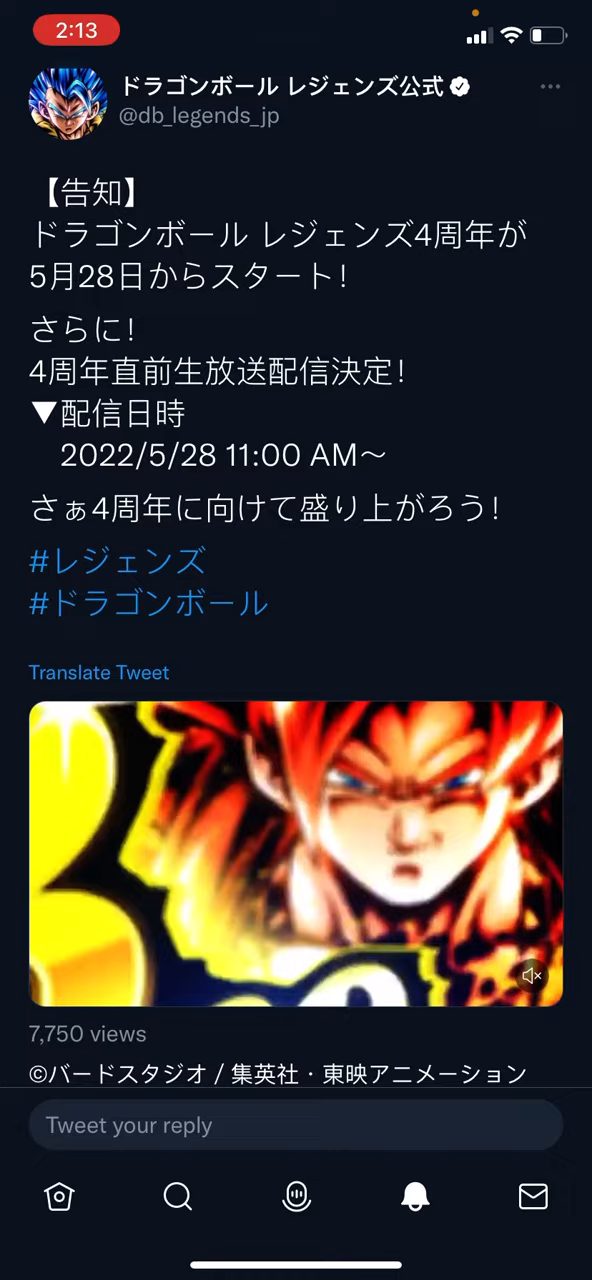 2:13
ドラゴンボール レジェンズ公式
@db_legends_jp
【告知】
ドラゴンボール レジェンズ4周年が
5月28日からスタート!
さらに!
4周年直前生放送配信決定!
▼配信日時
2022/5/28 11:00 AM〜
さぁ4周年に向けて盛り上がろう!
#レジェンズ
#ドラゴンボール
Translate Tweet
7,750 views
©バードスタジオ / 集英社・東映アニメーション
Tweet your reply